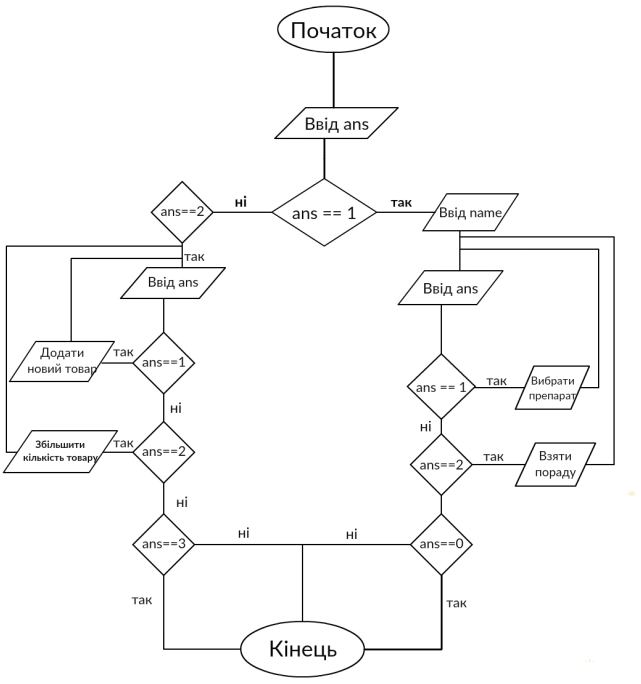 Початок
Ввід ans
ні
так
ans==2
ans == 1
Ввід name
так
Ввід ans
Ввід ans
Додати
новий товар
так
ans==1
ans == 1
так
Вибрати
препарат
ні
ні
Збільшити
кількість товару
так
ans==2
ans==2
так
Взяти
пораду
ні
ans==3
ні
ні
ans==0
так
так
Кінець